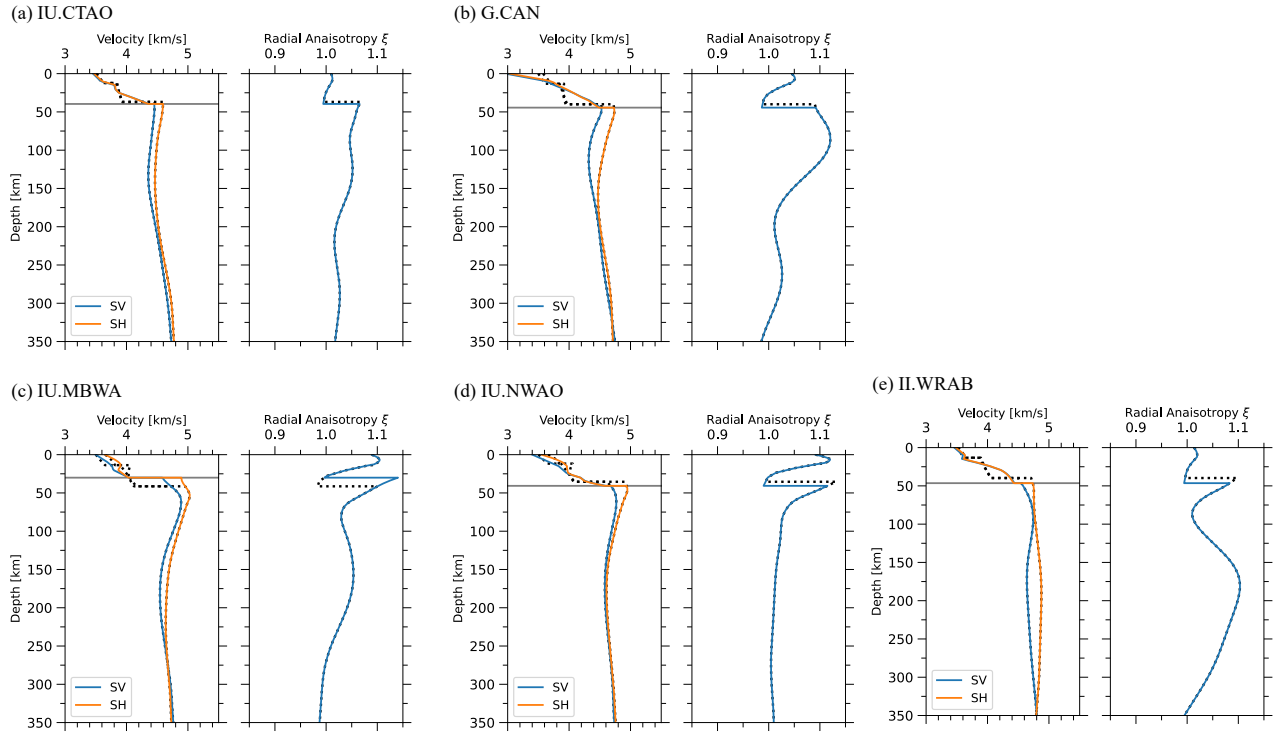 (a) IU.CTAO
(b) G.CAN
Velocity [km/s]
Radial Anaisotropy ξ
Velocity [km/s]
Radial Anaisotropy ξ
3 4 5
0.9 1.0 1.1
3 4 5
0.9 1.0 1.1
0
50
100
150
200
250
300
350
Depth [km]
SV
SH
0
50
100
150
200
250
300
350
Depth [km]
SV
SH
(c) IU.MBWA
(d) IU.NWAO
(e) II.WRAB
Velocity [km/s]
Radial Anaisotropy ξ
Velocity [km/s]
Radial Anaisotropy ξ
Velocity [km/s]
Radial Anaisotropy ξ
3 4 5
0.9 1.0 1.1
3 4 5
0.9 1.0 1.1
3 4 5
0.9 1.0 1.1
0
50
100
150
200
250
300
350
Depth [km]
SV
SH
0
50
100
150
200
250
300
350
Depth [km]
SV
SH
0
50
100
150
200
250
300
350
Depth [km]
SV
SH